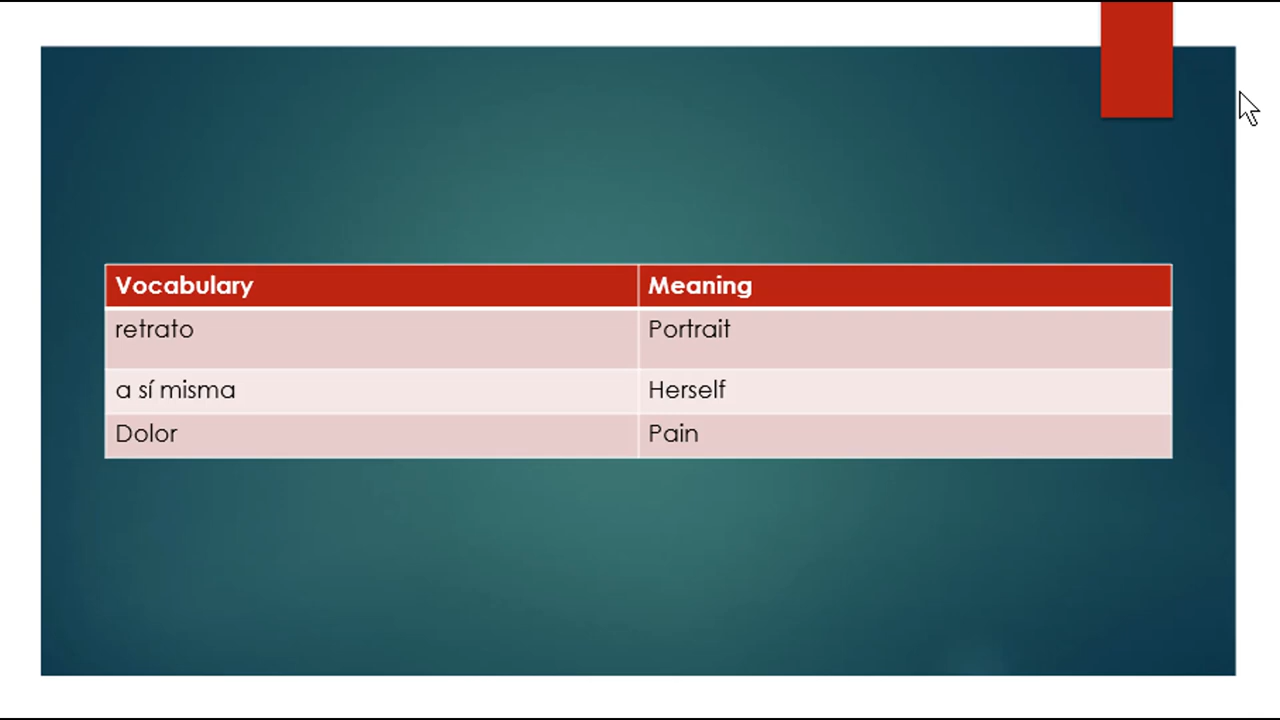 Vocabulary Meaning
retrato Portrait
a sí misma Herself
Dolor Pain